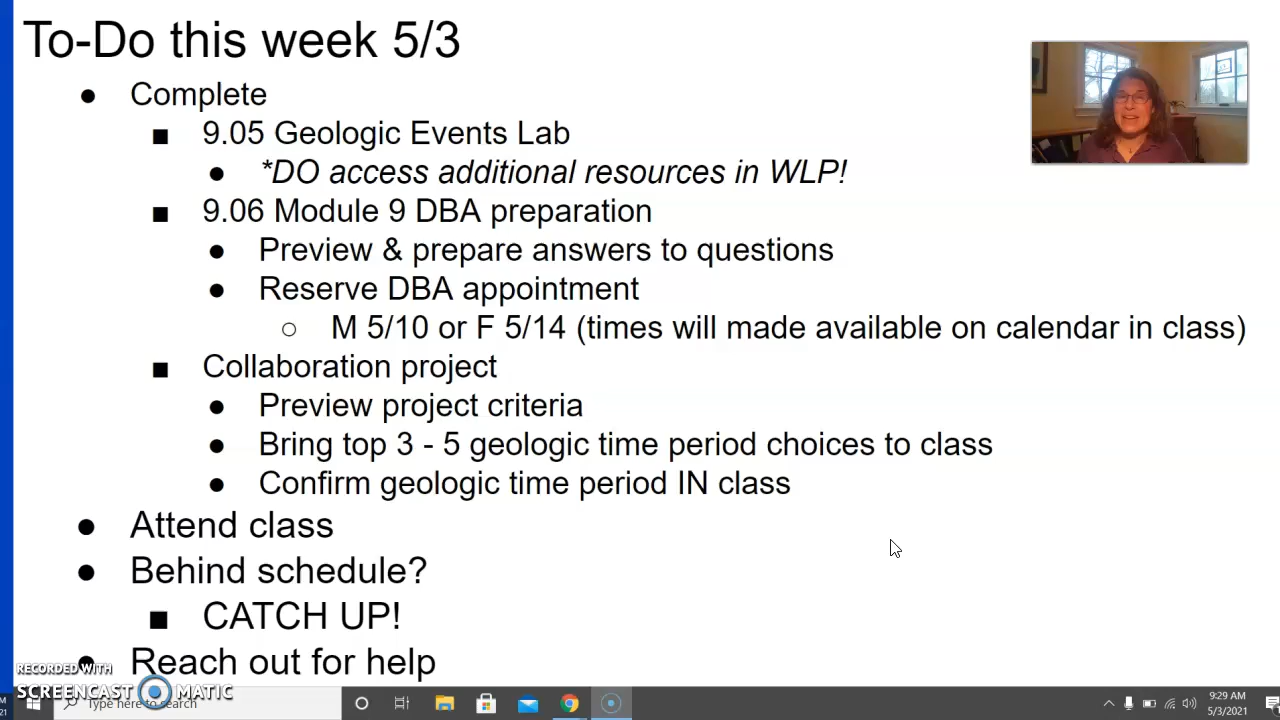 To-Do this week 5/3
● Complete
■ 9.05 Geologic Events Lab
● *DO access additional resources in WLP!
■ 9.06 Module 9 DBA preparation
● Preview & prepare answers to questions
● Reserve DBA appointment
○ M 5/10 or F 5/14 (times will made available on calendar in class)
■ Collaboration project
● Preview project criteria
● Bring top 3 - 5 geologic time period choices to class
● Confirm geologic time period IN class
● Attend class
● Behind schedule?
■ CATCH UP!
● Reach out for help
RECORDED WITH
SCREENCAST MATIC
Type here to search
9:29 AM
5/3/2021